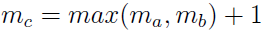 m_c = max(m_a, m_b) + 1